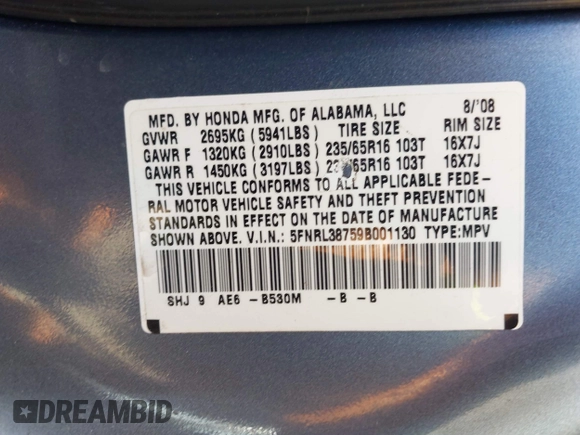 MFD. BY HONDA MFG. OF ALABAMA, LLC 8/'08
GVWR 2695KG (5941LBS) TIRE SIZE RIM SIZE
GAWR F 1320KG (2910LBS) 235/65R16 103T 16X7J
GAWR R 1450KG (3197LBS) 65R16 103T 16X7J
THIS VEHICLE CONFORMS TO ALL APPLICABLE FEDE-
RAL MOTOR VEHICLE SAFETY AND THEFT PREVENTION
STANDARDS IN EFFECT ON THE DATE OF MANUFACTURE
SHOWN ABOVE. V.I.N.: 5FNRL38759B001130 TYPE:MPV
SHJ 9 AE6 -B530M -B -B
DREAMBID